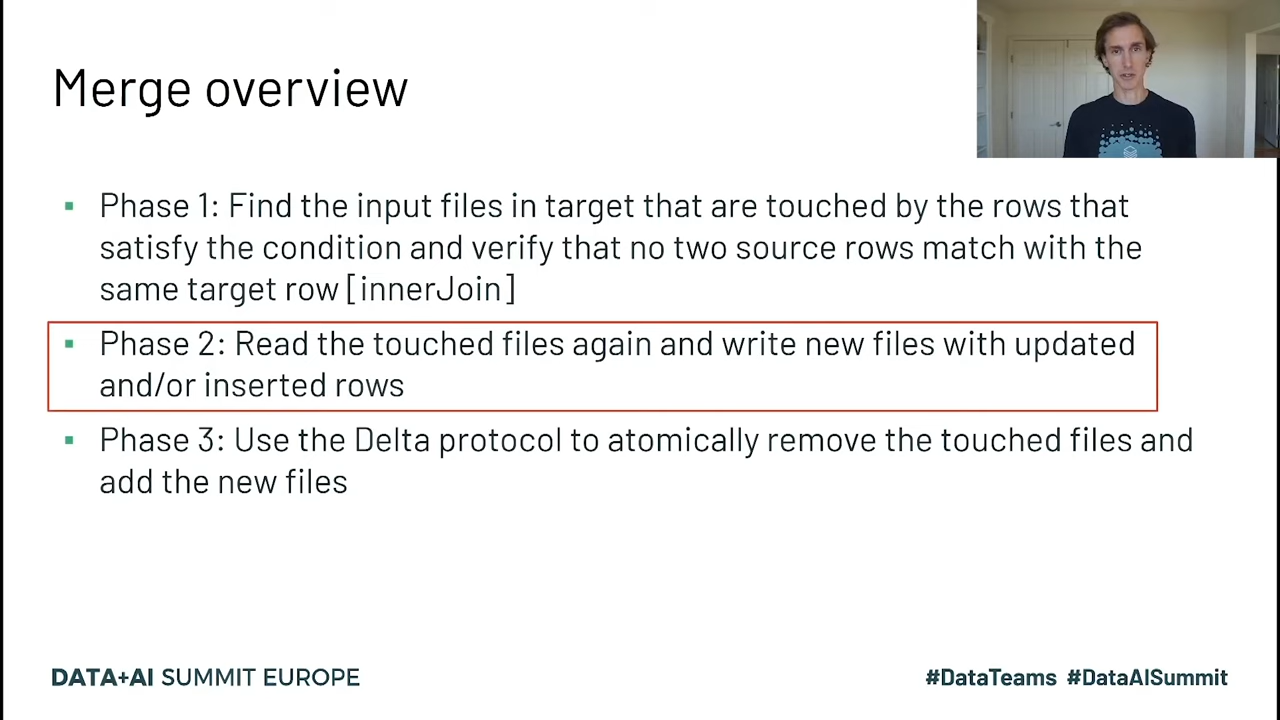 Merge overview
Phase 1: Find the input files in target that are touched by the rows that
satisfy the condition and verify that no two source rows match with the
same target row [innerJoin]
Phase 2: Read the touched files again and write new files with updated
and/or inserted rows
Phase 3: Use the Delta protocol to atomically remove the touched files and
add the new files
DATA+AI SUMMIT EUROPE
#DataTeams #DataAISummit